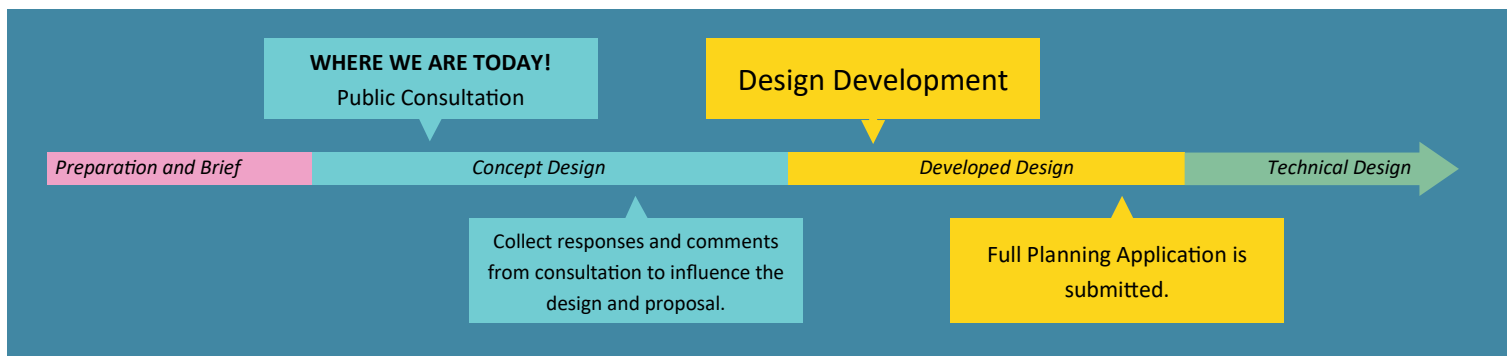 WHERE WE ARE TODAY!
Public Consultation
Design Development
Preparation and Brief
Concept Design
Developed Design
Technical Design
Collect responses and comments
from consultation to influence the
design and proposal.
Full Planning Application is
submitted.